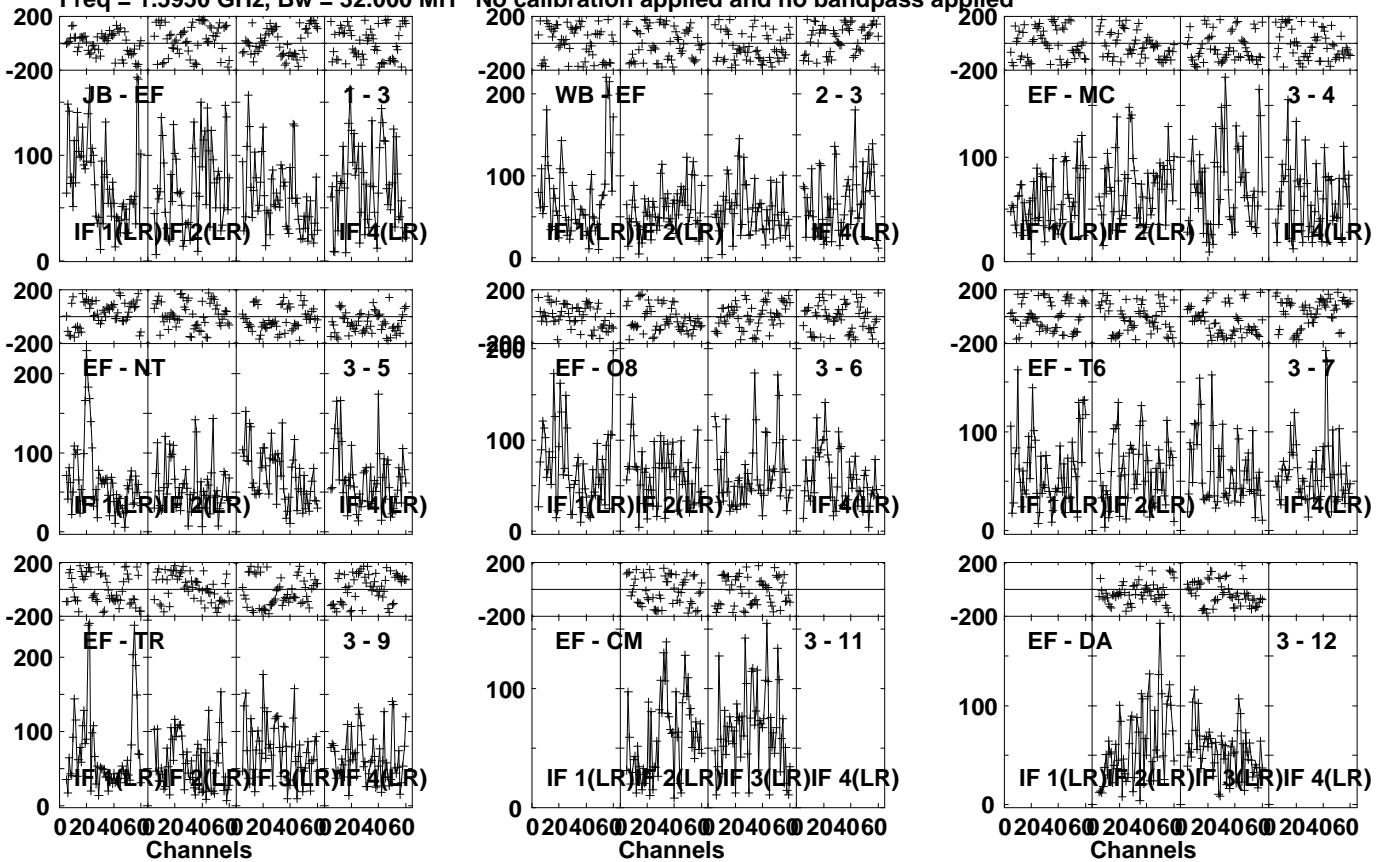 Freq = 1.5950 GHz, Bw = 32.000 MH No calibration applied and no bandpass applied
200
-200
JB - EF 1 - 3
100
0
IF 1(LR) IF 2(LR) IF 4(LR)
200
-200
WB - EF 2 - 3
200
100
0
IF 1(LR) IF 2(LR) IF 4(LR)
200
-200
EF - MC 3 - 4
100
0
IF 1(LR) IF 2(LR) IF 4(LR)
200
-200
EF - NT 3 - 5
200
100
0
IF 1(LR) IF 2(LR) IF 4(LR)
200
-200
200
EF - O8 3 - 6
100
0
IF 1(LR) IF 2(LR) IF 4(LR)
200
-200
EF - T6 3 - 7
100
0
IF 1(LR) IF 2(LR) IF 4(LR)
200
-200
EF - TR 3 - 9
200
100
0
IF 1(LR) IF 2(LR) IF 3(LR) IF 4(LR)
0 20 40 60 0 20 40 60 0 20 40 60 0 20 40 60
Channels
200
-200
EF - CM 3 - 11
100
0
IF 1(LR) IF 2(LR) IF 3(LR) IF 4(LR)
0 20 40 60 0 20 40 60 0 20 40 60 0 20 40 60
Channels
200
-200
EF - DA 3 - 12
100
0
IF 1(LR) IF 2(LR) IF 3(LR) IF 4(LR)
0 20 40 60 0 20 40 60 0 20 40 60 0 20 40 60
Channels